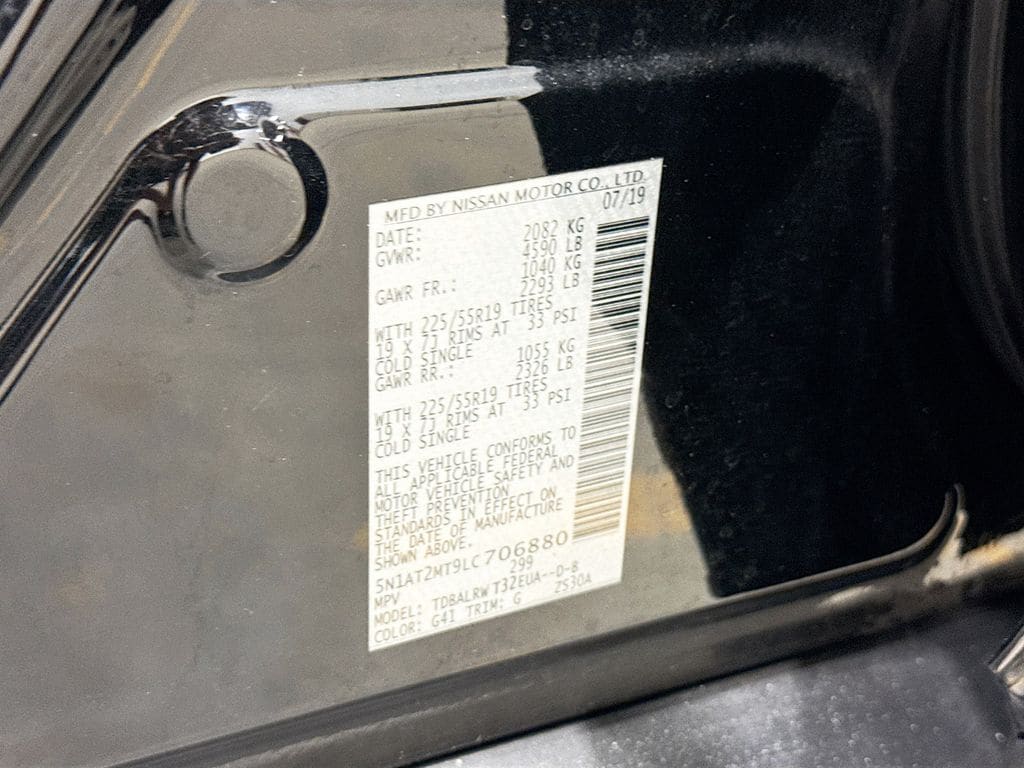 MFD BY NISSAN MOTOR CO., LTD.
DATE: 07/19
GVWR: 2082 KG
4590 LB
GAWR FR.: 1040 KG
2293 LB
WITH 225/55R19 TIRES
19 X 7J RIMS AT 33 PSI
COLD SINGLE
GAWR RR.: 1055 KG
2326 LB
WITH 225/55R19 TIRES
19 X 7J RIMS AT 33 PSI
COLD SINGLE
THIS VEHICLE CONFORMS TO
ALL APPLICABLE FEDERAL
MOTOR VEHICLE SAFETY AND
THEFT PREVENTION
STANDARDS IN EFFECT ON
THE DATE OF MANUFACTURE
SHOWN ABOVE.
5N1AT2MT9LC706880
MPV 299
MODEL: TDBALRWT32EUA--D-B
COLOR: G41 TRIM: G ZS30A